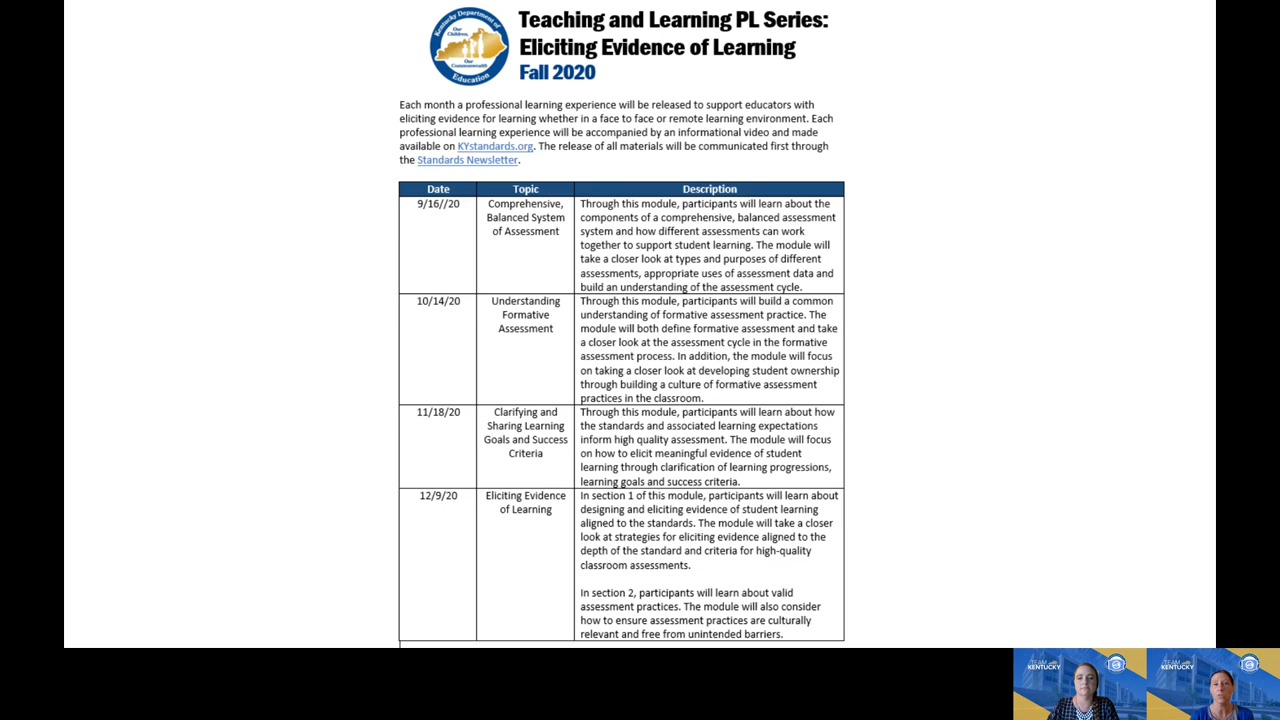 Kentucky Department of
Education
Our
Children,
Our
Commonwealth
Teaching and Learning PL Series:
Eliciting Evidence of Learning
Fall 2020
Each month a professional learning experience will be released to support educators with
eliciting evidence for learning whether in a face to face or remote learning environment. Each
professional learning experience will be accompanied by an informational video and made
available on KYstandards.org. The release of all materials will be communicated first through
the Standards Newsletter.
Date Topic Description
9/16//20
Comprehensive,
Balanced System
of Assessment
Through this module, participants will learn about the
components of a comprehensive, balanced assessment
system and how different assessments can work
together to support student learning. The module will
take a closer look at types and purposes of different
assessments, appropriate uses of assessment data and
build an understanding of the assessment cycle.
10/14/20
Understanding
Formative
Assessment
Through this module, participants will build a common
understanding of formative assessment practice. The
module will both define formative assessment and take
a closer look at the assessment cycle in the formative
assessment process. In addition, the module will focus
on taking a closer look at developing student ownership
through building a culture of formative assessment
practices in the classroom.
11/18/20
Clarifying and
Sharing Learning
Goals and Success
Criteria
Through this module, participants will learn about how
the standards and associated learning expectations
inform high quality assessment. The module will focus
on how to elicit meaningful evidence of student
learning through clarification of learning progressions,
learning goals and success criteria.
12/9/20
Eliciting Evidence
of Learning
In section 1 of this module, participants will learn about
designing and eliciting evidence of student learning
aligned to the standards. The module will take a closer
look at strategies for eliciting evidence aligned to the
depth of the standard and criteria for high-quality
classroom assessments.
In section 2, participants will learn about valid
assessment practices. The module will also consider
how to ensure assessment practices are culturally
relevant and free from unintended barriers.
TEAM
KENTUCKY
TEAM
KENTUCKY